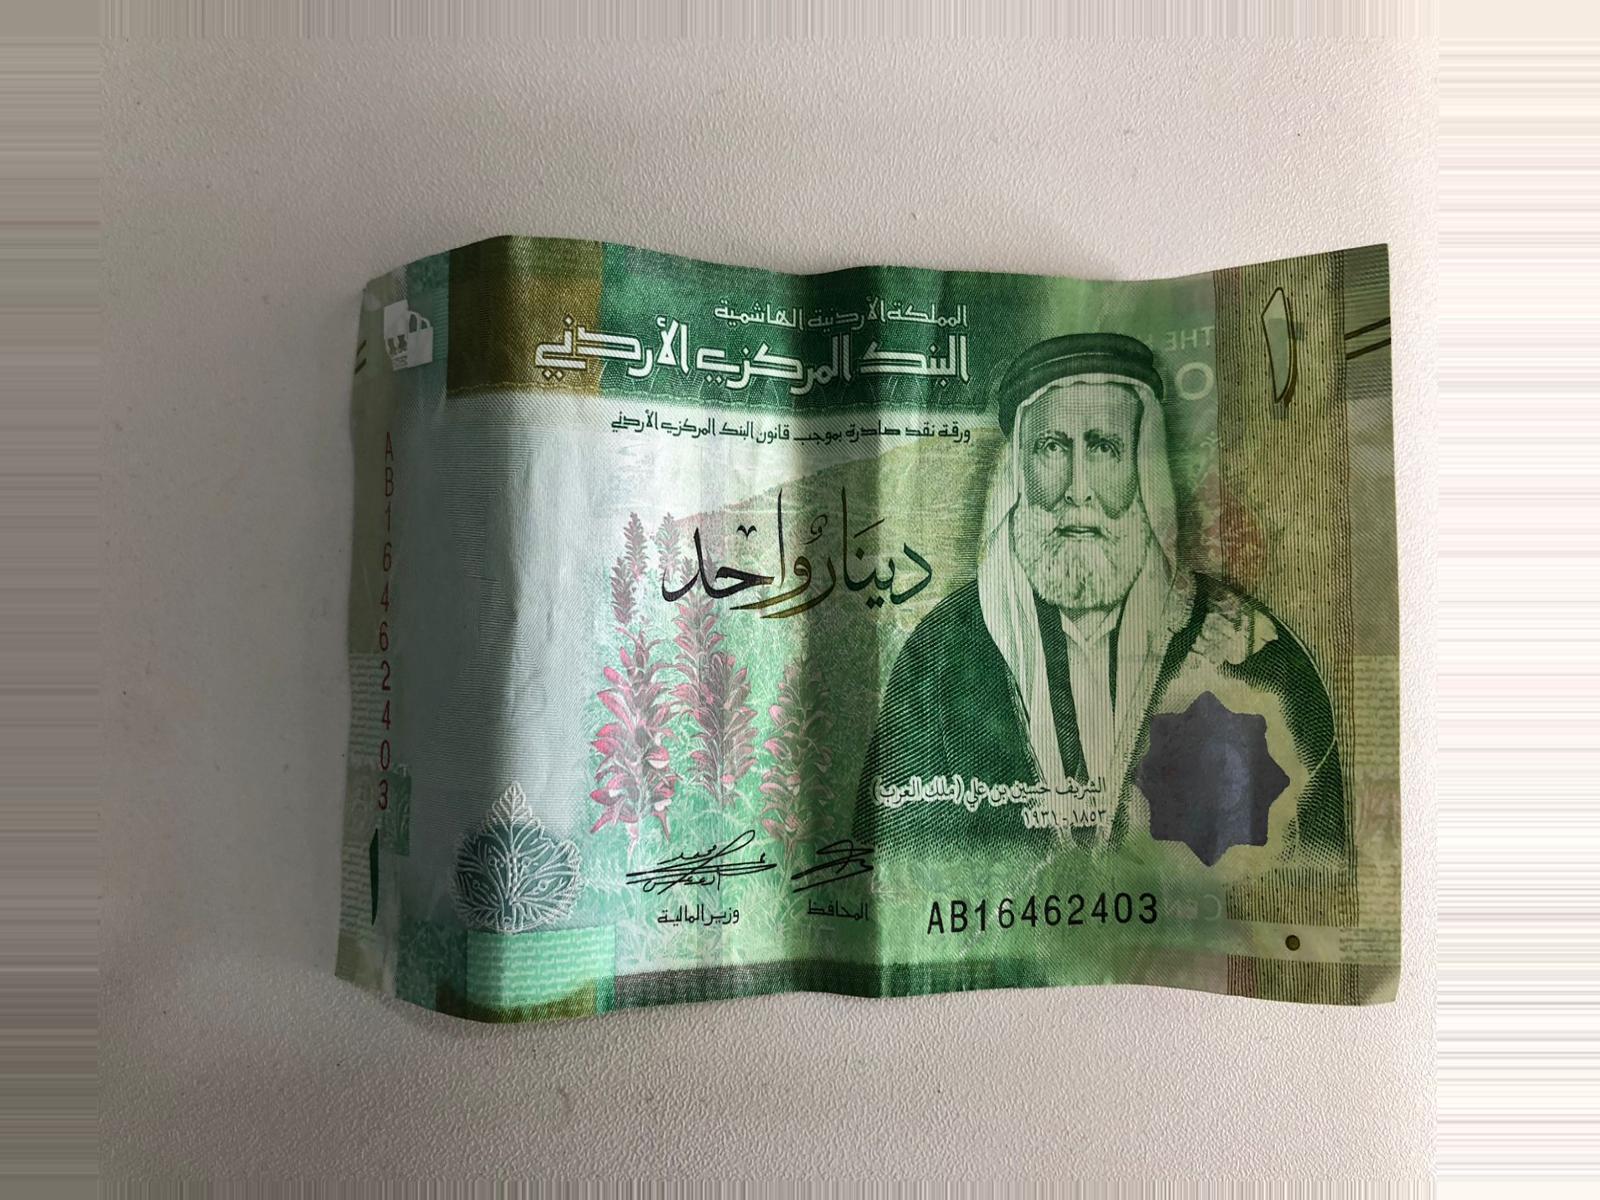 المملكة الأردنية الهاشمية
البنك المركزي الأردني
ورقة نقد صادرة بموجب قانون البنك المركزي الأردني
دينار واحد
١
الشريف حسين بن علي (ملك العرب)
١٨٥٣-١٩٣١
المحافظ
وزير المالية
AB16462403
AB16462403